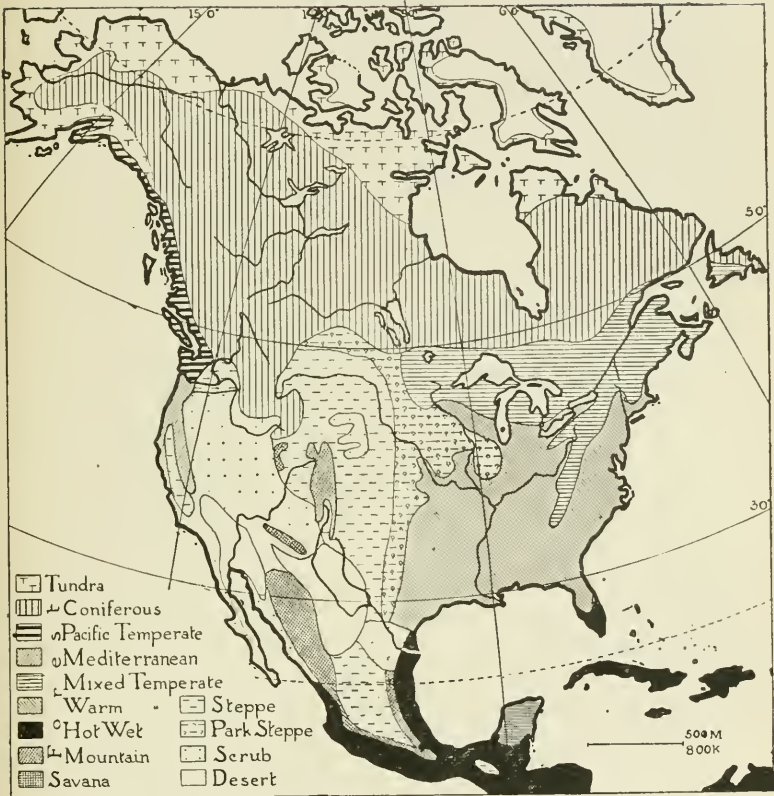 150°
60°
50°
30°
Tundra
Coniferous
Pacific Temperate
Mediterranean
Mixed Temperate
Warm "
Hot Wet
Mountain
Savana
Forest
Steppe
Park Steppe
Scrub
Desert
500M
800K